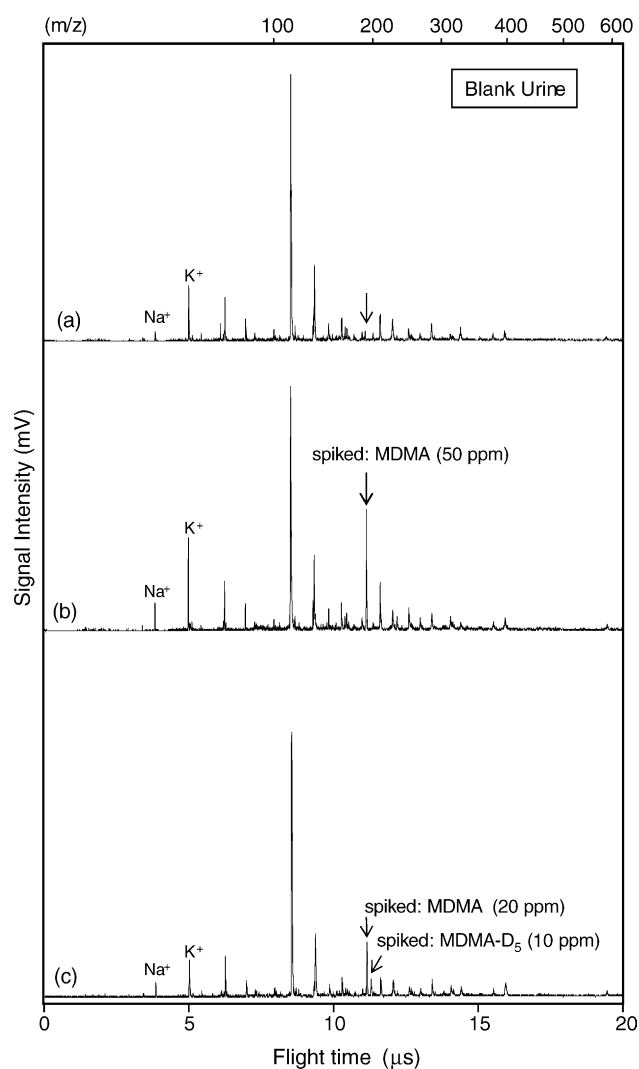 (m/z) 100 200 300 400 500 600
Blank Urine
K+
Na+
(a)
Signal Intensity (mV)
spiked: MDMA (50 ppm)
K+
Na+
(b)
spiked: MDMA (20 ppm)
spiked: MDMA-D5 (10 ppm)
K+
Na+
(c)
0 5 10 15 20
Flight time (μs)